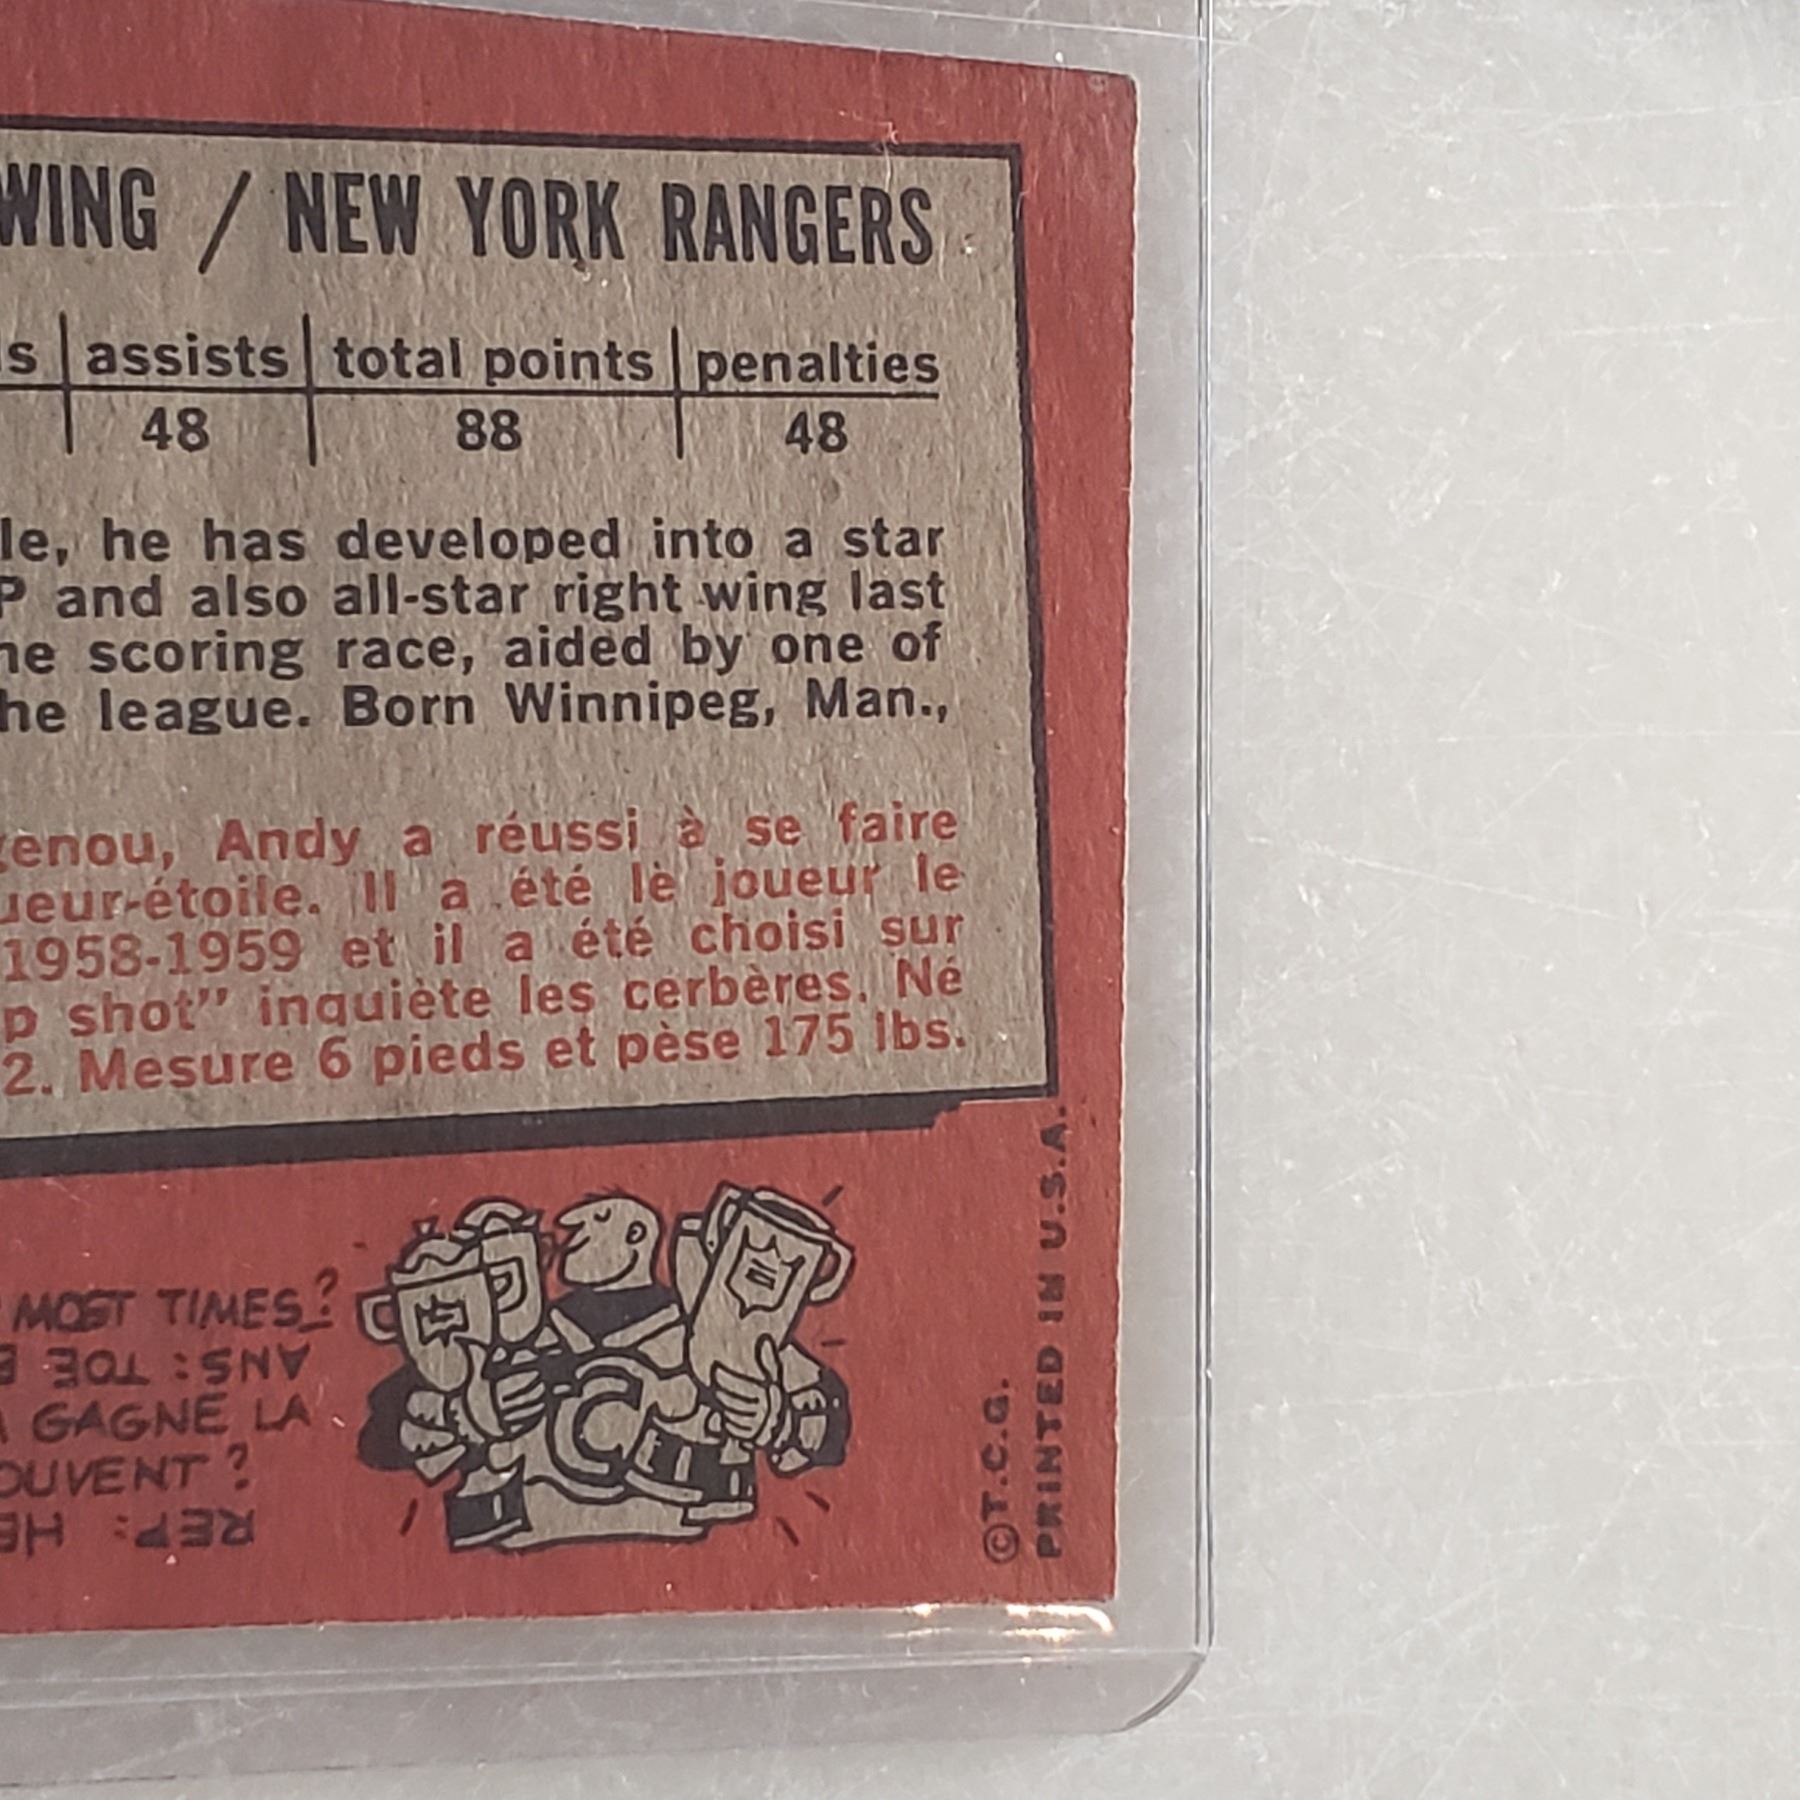 WING / NEW YORK RANGERS
s assists total points penalties
48 88 48
le, he has developed into a star
P and also all-star right wing last
he scoring race, aided by one of
he league. Born Winnipeg, Man.,
genou, Andy a réussi à se faire
ueur-étoile. Il a été le joueur le
1958-1959 et il a été choisi sur
p shot” inquiète les cerbères. Né
2. Mesure 6 pieds et pèse 175 lbs.
MOST TIMES?
ANS: TOE B
A GAGNÉ LA
OUVENT?
REP: HE
C
©T.C.G.
PRINTED IN U.S.A.